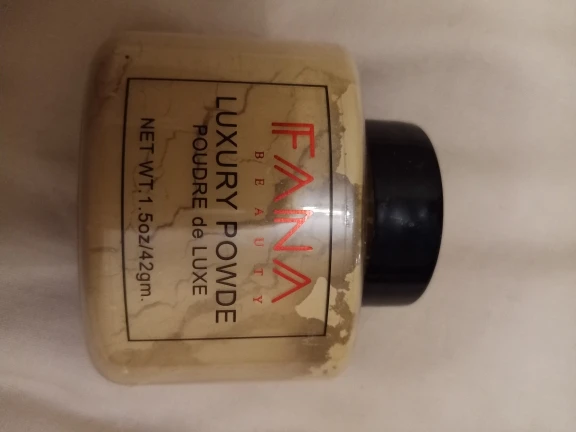 FANA
BEAUTY
LUXURY POWDE
POUDRE de LUXE
NET WT.1.5oz/42gm.